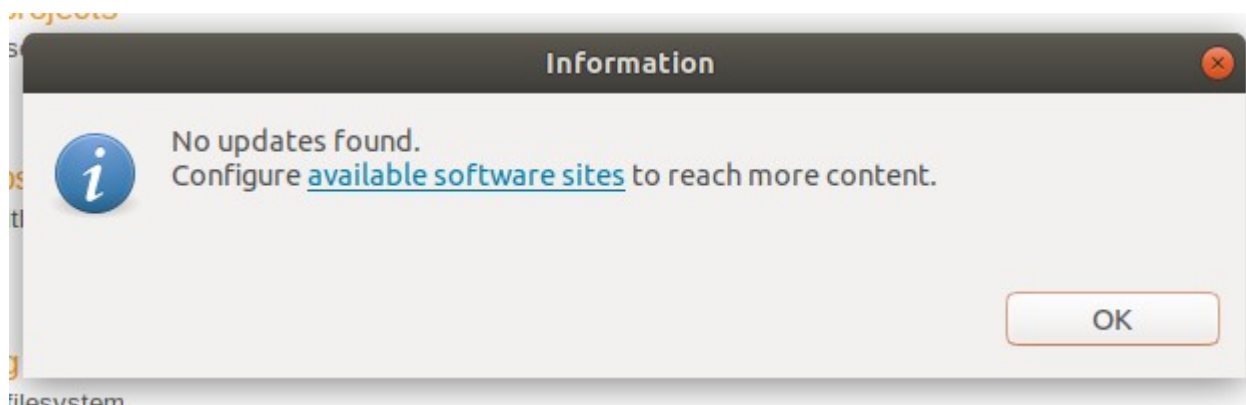 Information
No updates found.
Configure available software sites to reach more content.
OK
filesystem